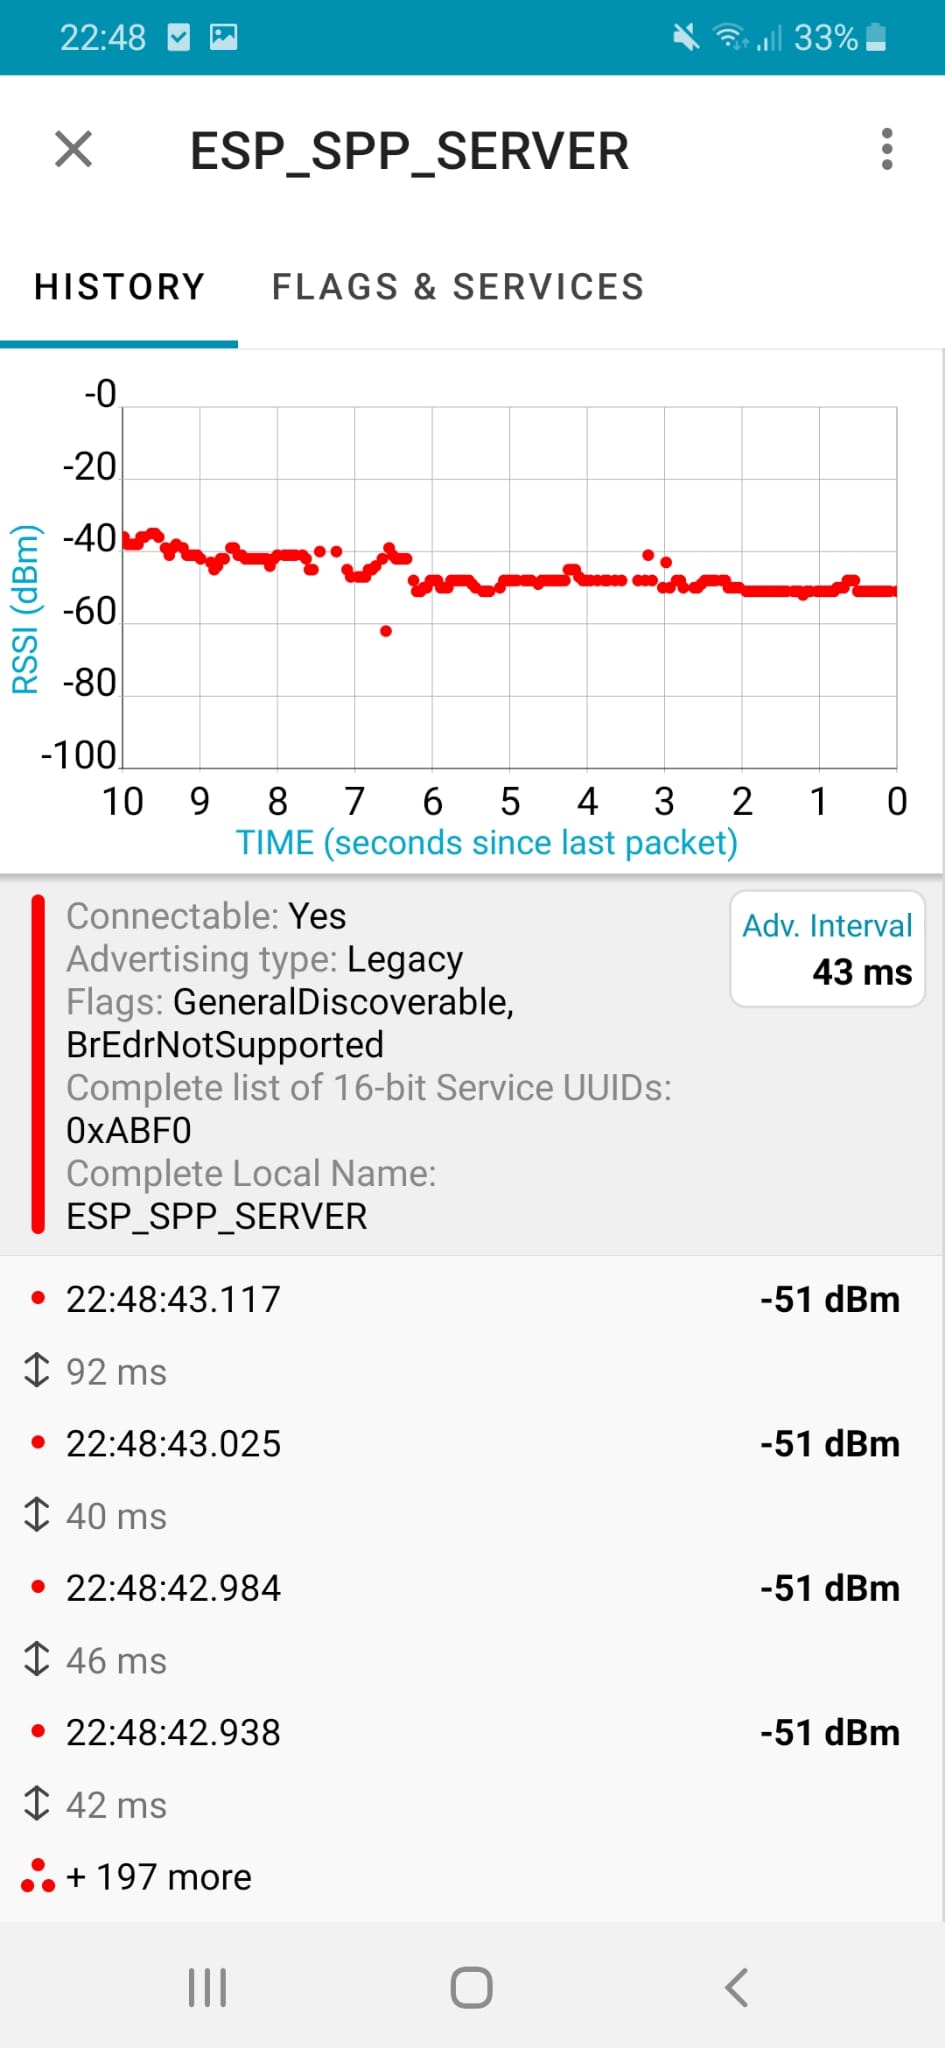 22:48
33%
ESP_SPP_SERVER
HISTORY
FLAGS & SERVICES
-0
-20
-40
-60
-80
-100
RSSI (dBm)
10 9 8 7 6 5 4 3 2 1 0
TIME (seconds since last packet)
Connectable: Yes
Advertising type: Legacy
Flags: GeneralDiscoverable,
BrEdrNotSupported
Complete list of 16-bit Service UUIDs:
0xABF0
Complete Local Name:
ESP_SPP_SERVER
Adv. Interval
43 ms
22:48:43.117 -51 dBm
92 ms
22:48:43.025 -51 dBm
40 ms
22:48:42.984 -51 dBm
46 ms
22:48:42.938 -51 dBm
42 ms
+ 197 more